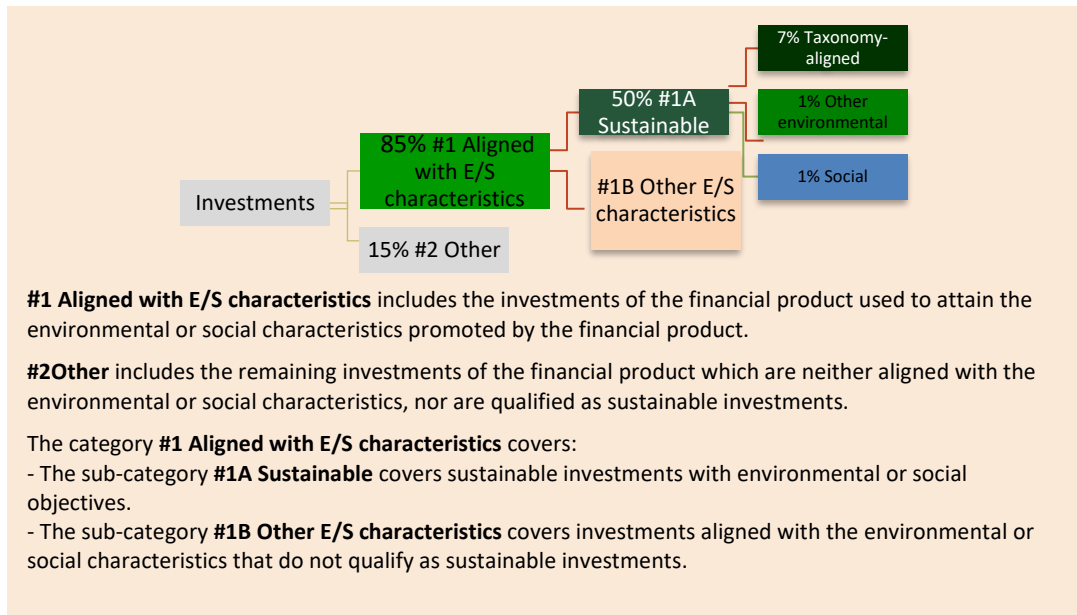 7% Taxonomy-
aligned
50% #1A
Sustainable
1% Other
environmental
85% #1 Aligned
with E/S
characteristics
1% Social
Investments
#1B Other E/S
characteristics
15% #2 Other
#1 Aligned with E/S characteristics includes the investments of the financial product used to attain the
environmental or social characteristics promoted by the financial product.
#2Other includes the remaining investments of the financial product which are neither aligned with the
environmental or social characteristics, nor are qualified as sustainable investments.
The category #1 Aligned with E/S characteristics covers:
- The sub-category #1A Sustainable covers sustainable investments with environmental or social
objectives.
- The sub-category #1B Other E/S characteristics covers investments aligned with the environmental or
social characteristics that do not qualify as sustainable investments.